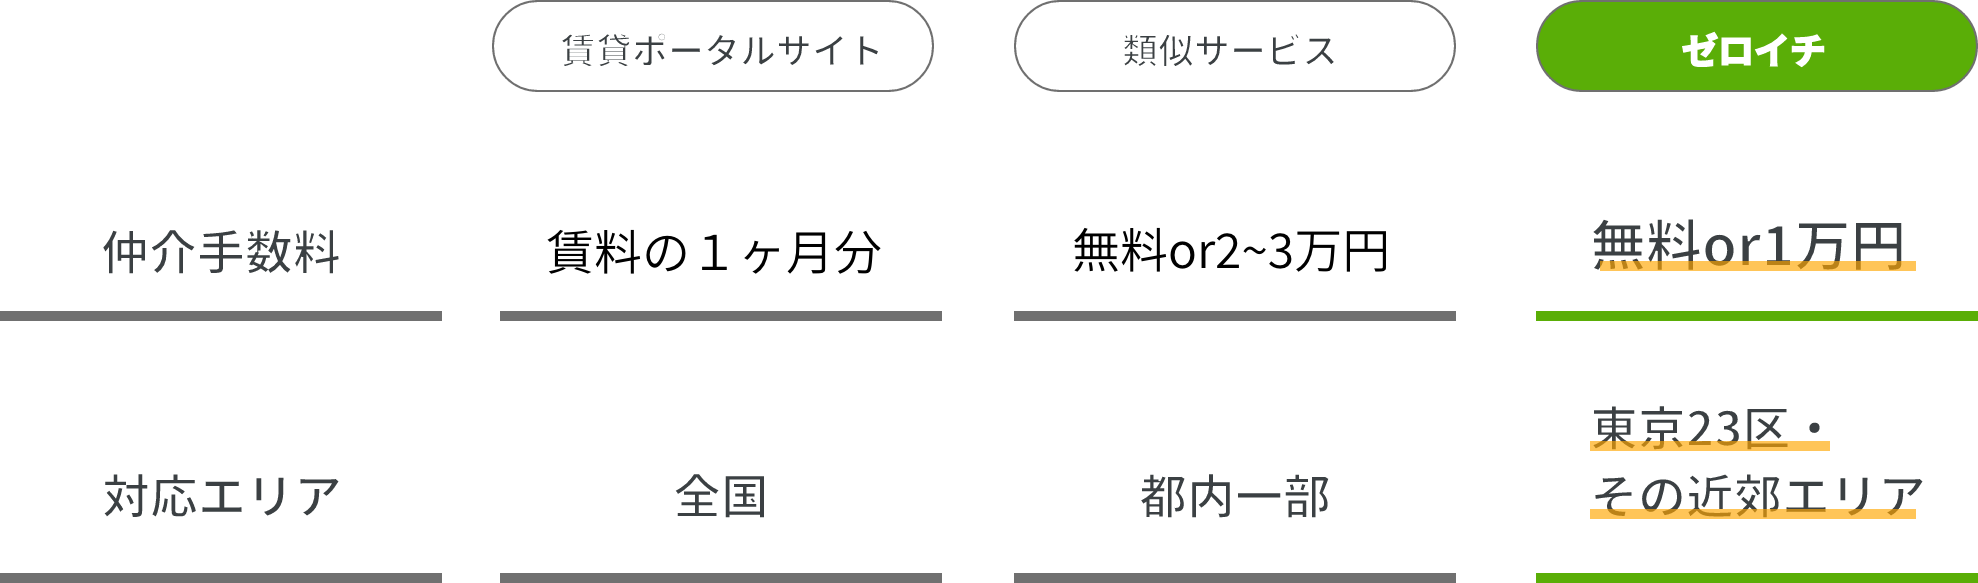 賃貸ポータルサイト
類似サービス
ゼロイチ
仲介手数料
賃料の１ヶ月分
無料or2~3万円
無料or1万円
対応エリア
全国
都内一部
東京23区・
その近郊エリア